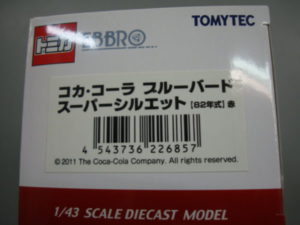 トミカ EBBRO TOMYTEC
コカ・コーラ ブルーバード
スーパーシルエット [82年式] 赤
4 543736 226857
© 2011 The Coca-Cola Company. All rights reserved.
1/43 SCALE DIECAST MODEL